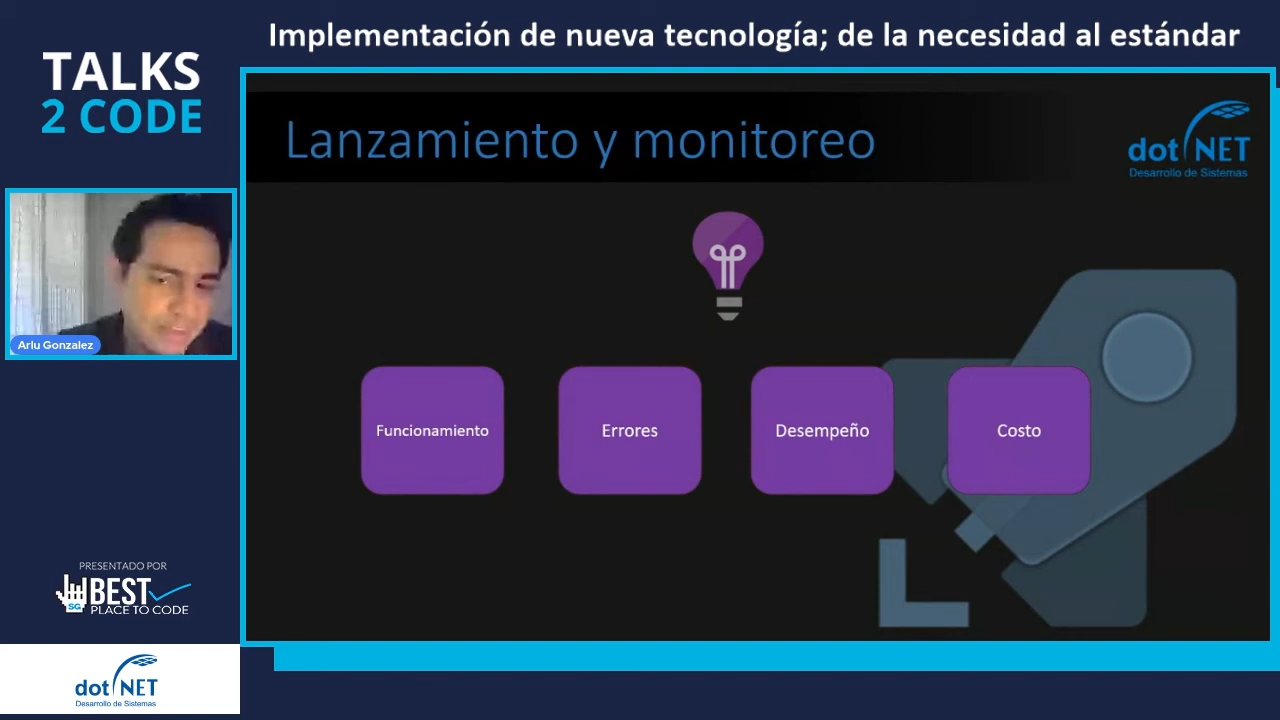 Implementación de nueva tecnología; de la necesidad al estándar
TALKS
2 CODE
Lanzamiento y monitoreo
dotNET
Desarrollo de Sistemas
Arlu Gonzalez
Funcionamiento
Errores
Desempeño
Costo
PRESENTADO POR
SG
BEST
PLACE TO CODE
dotNET
Desarrollo de Sistemas